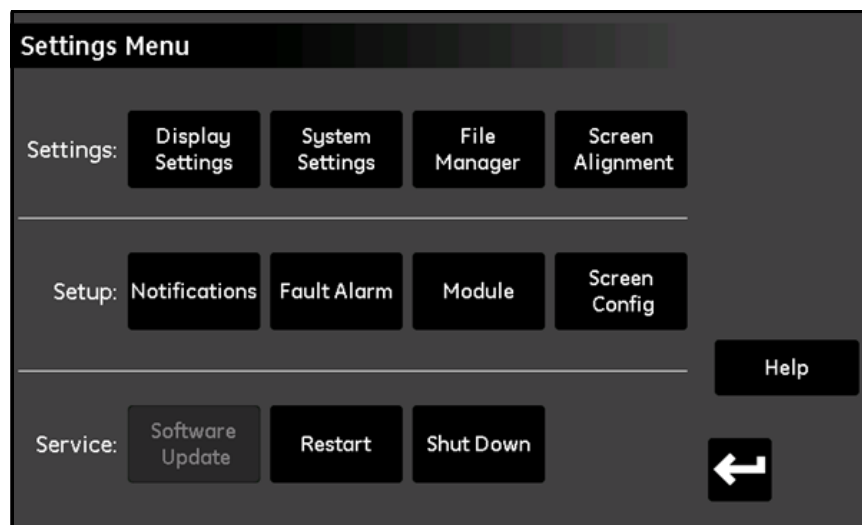 Settings Menu
Settings:
Display
Settings
System
Settings
File
Manager
Screen
Alignment
Setup:
Notifications
Fault Alarm
Module
Screen
Config
Help
Service:
Software
Update
Restart
Shut Down